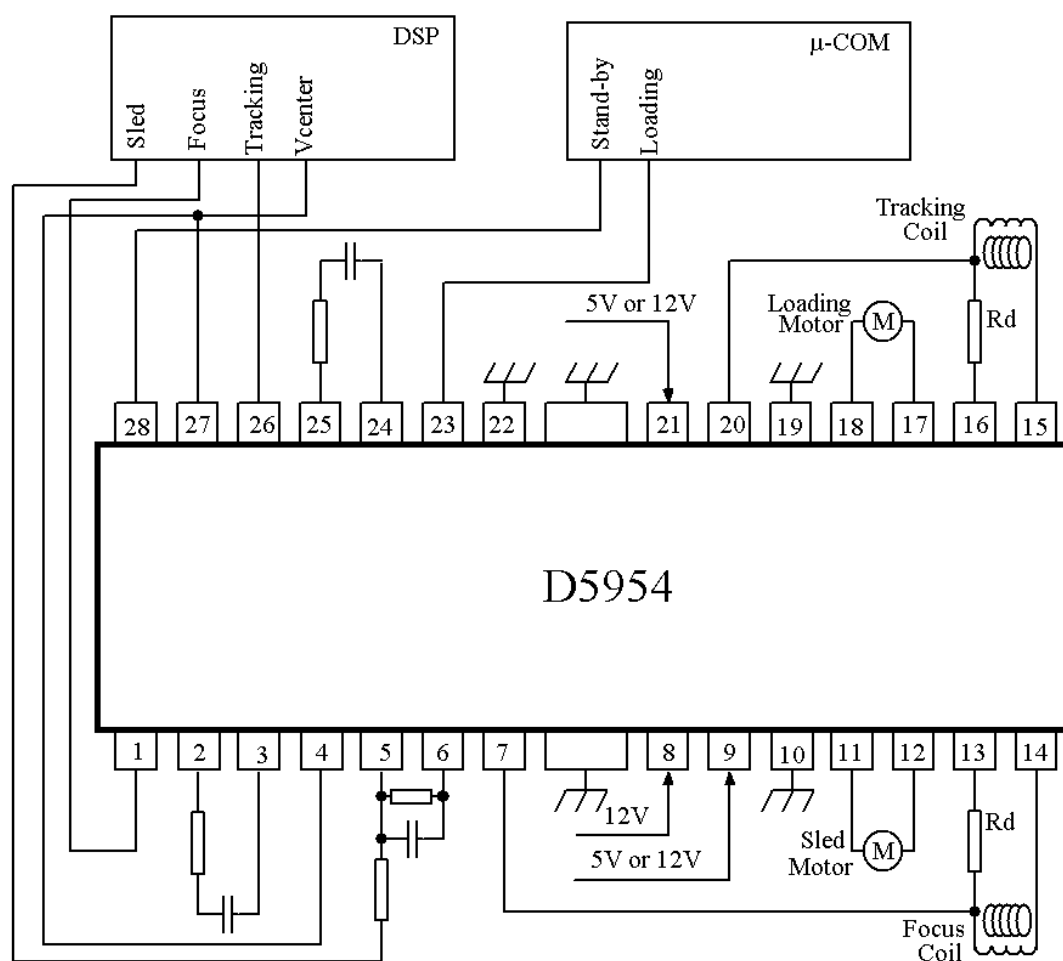 DSP
μ-COM
Sled
Focus
Tracking
Vcenter
Stand-by
Loading
Tracking
Coil
5V or 12V
Loading
Motor
M
Rd
28 27 26 25 24 23 22 21 20 19 18 17 16 15
D5954
1 2 3 4 5 6 7 8 9 10 11 12 13 14
12V
5V or 12V
Sled
Motor
M
Rd
Focus
Coil